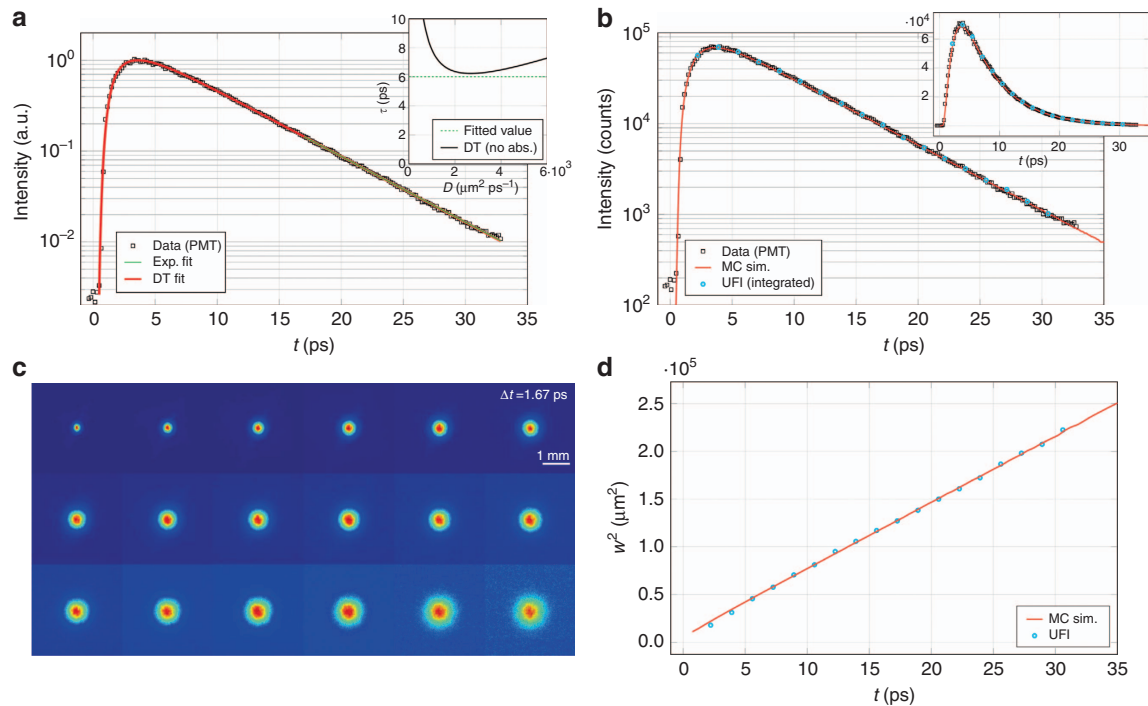 a
Intensity (a.u.)
10⁰
10⁻¹
10⁻²
0 5 10 15 20 25 30 35
t (ps)
Data (PMT)
Exp. fit
DT fit
τ (ps)
10
8
6
4
2
0
0 2 4 6·10³
D (μm² ps⁻¹)
Fitted value
DT (no abs.)
b
Intensity (counts)
10⁵
10⁴
10³
10²
0 5 10 15 20 25 30 35
t (ps)
Data (PMT)
MC sim.
UFI (integrated)
·10⁴
6
4
2
0 10 20 30
t (ps)
c
Δt=1.67 ps
1 mm
d
·10⁵
w² (μm²)
2.5
2.0
1.5
1.0
0.5
0.0
0 5 10 15 20 25 30 35
t (ps)
MC sim.
UFI